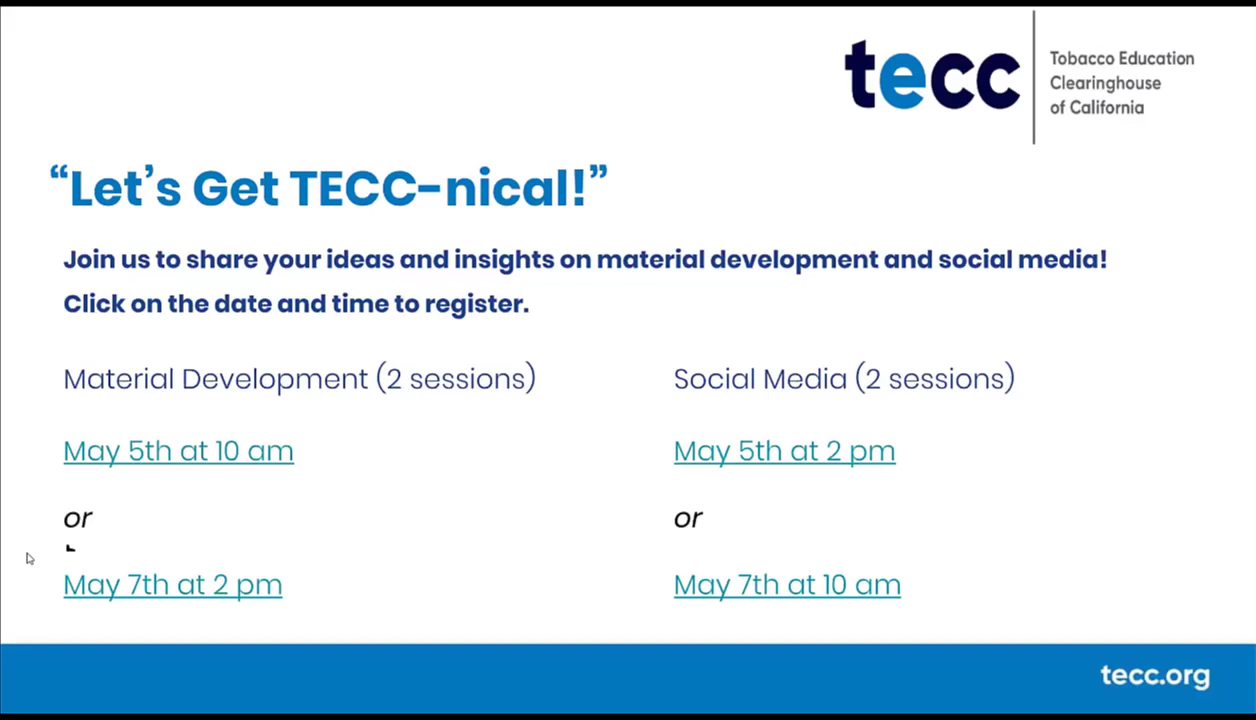 tecc
Tobacco Education
Clearinghouse
of California
“Let’s Get TECC-nical!”
Join us to share your ideas and insights on material development and social media!
Click on the date and time to register.
Material Development (2 sessions)
May 5th at 10 am
or
May 7th at 2 pm
Social Media (2 sessions)
May 5th at 2 pm
or
May 7th at 10 am
tecc.org